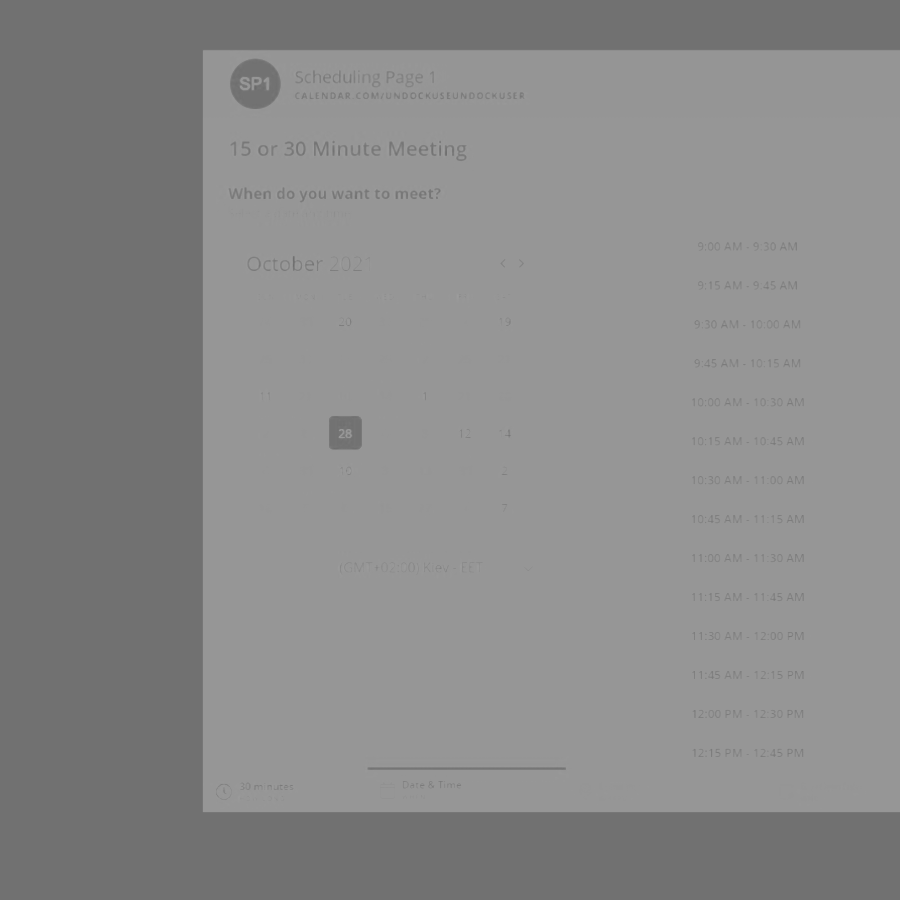 SP1
Scheduling Page 1
CALENDAR.COM/UNDOCKUSEUNDOCKUSER
15 or 30 Minute Meeting
When do you want to meet?
October 202
< >
20 19
11 1
28 12 14
10 2
7
(GMT+02:00) Kiev - EET
9:00 AM - 9:30 AM
9:15 AM - 9:45 AM
9:30 AM - 10:00 AM
9:45 AM - 10:15 AM
10:00 AM - 10:30 AM
10:15 AM - 10:45 AM
10:30 AM - 11:00 AM
10:45 AM - 11:15 AM
11:00 AM - 11:30 AM
11:15 AM - 11:45 AM
11:30 AM - 12:00 PM
11:45 AM - 12:15 PM
12:00 PM - 12:30 PM
12:15 PM - 12:45 PM
30 minutes
Date & Time